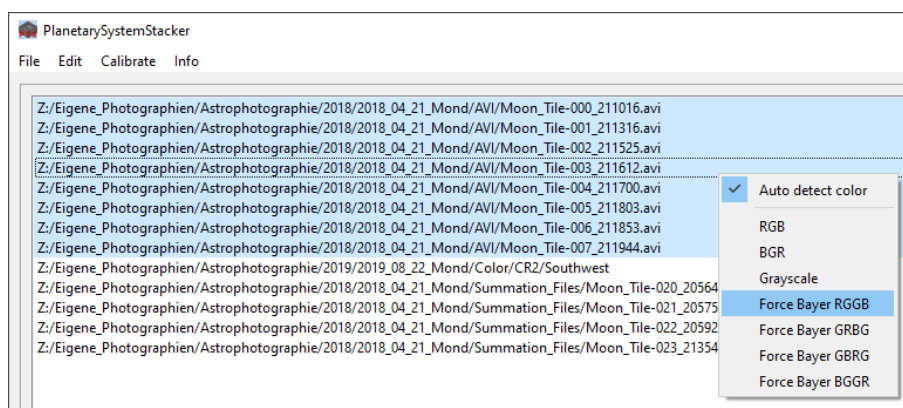 PlanetarySystemStacker
File Edit Calibrate Info
Z:/Eigene_Photographien/Astrophotographie/2018/2018_04_21_Mond/AVI/Moon_Tile-000_211016.avi
Z:/Eigene_Photographien/Astrophotographie/2018/2018_04_21_Mond/AVI/Moon_Tile-001_211316.avi
Z:/Eigene_Photographien/Astrophotographie/2018/2018_04_21_Mond/AVI/Moon_Tile-002_211525.avi
Z:/Eigene_Photographien/Astrophotographie/2018/2018_04_21_Mond/AVI/Moon_Tile-003_211612.avi
Z:/Eigene_Photographien/Astrophotographie/2018/2018_04_21_Mond/AVI/Moon_Tile-004_211700.avi
Z:/Eigene_Photographien/Astrophotographie/2018/2018_04_21_Mond/AVI/Moon_Tile-005_211803.avi
Z:/Eigene_Photographien/Astrophotographie/2018/2018_04_21_Mond/AVI/Moon_Tile-006_211853.avi
Z:/Eigene_Photographien/Astrophotographie/2018/2018_04_21_Mond/AVI/Moon_Tile-007_211944.avi
Z:/Eigene_Photographien/Astrophotographie/2019/2019_08_22_Mond/Color/CR2/Southwest
Z:/Eigene_Photographien/Astrophotographie/2018/2018_04_21_Mond/Summation_Files/Moon_Tile-020_20564
Z:/Eigene_Photographien/Astrophotographie/2018/2018_04_21_Mond/Summation_Files/Moon_Tile-021_20575
Z:/Eigene_Photographien/Astrophotographie/2018/2018_04_21_Mond/Summation_Files/Moon_Tile-022_20592
Z:/Eigene_Photographien/Astrophotographie/2018/2018_04_21_Mond/Summation_Files/Moon_Tile-023_21354
Auto detect color
RGB
BGR
Grayscale
Force Bayer RGGB
Force Bayer GRBG
Force Bayer GBRG
Force Bayer BGGR